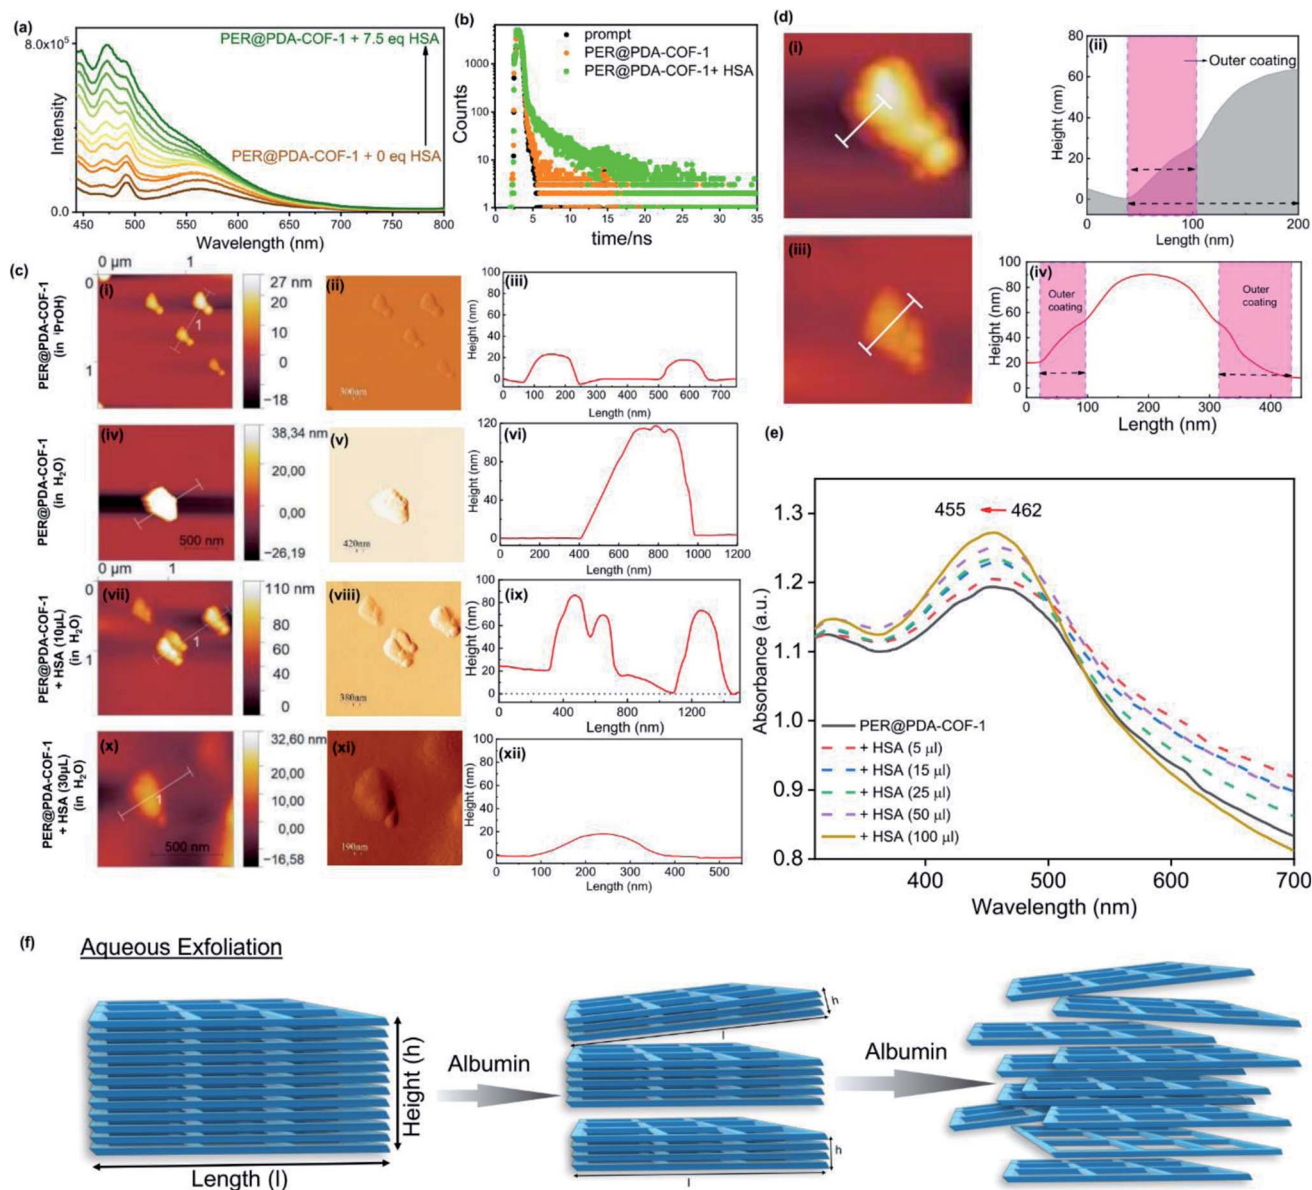 (a)
8.0x10⁵
PER@PDA-COF-1 + 7.5 eq HSA
Intensity
PER@PDA-COF-1 + 0 eq HSA
0.0
450 500 550 600 650 700 750 800
Wavelength (nm)
(b)
prompt
PER@PDA-COF-1
PER@PDA-COF-1+ HSA
Counts
1000
100
10
1
0 5 10 15 20 25 30 35
time/ns
(c)
PER@PDA-COF-1
(in ⁱPrOH)
0 µm 1
0
(i)
1
1
27 nm
20
10
0
−18
(ii)
300nm
(iii)
Height (nm)
100
80
60
40
20
0
0 100 200 300 400 500 600 700
Length (nm)
PER@PDA-COF-1
(in H₂O)
(iv)
500 nm
38,34 nm
20,00
0,00
−26,19
(v)
420nm
(vi)
Height (nm)
120
80
40
0
0 200 400 600 800 1000 1200
Length (nm)
PER@PDA-COF-1
+ HSA (10µL)
(in H₂O)
0 µm 1
0
(vii)
1
1
110 nm
80
60
40
20
0
(viii)
380nm
(ix)
Height (nm)
100
80
60
40
20
0
0 400 800 1200
Length (nm)
PER@PDA-COF-1
+ HSA (30µL)
(in H₂O)
(x)
1
500 nm
32,60 nm
20,00
10,00
0,00
−16,58
(xi)
190nm
(xii)
Height (nm)
100
80
60
40
20
0
0 100 200 300 400 500
Length (nm)
(d)
(i)
(ii)
Outer coating
Height (nm)
80
60
40
20
0
0 50 100 150 200
Length (nm)
(iii)
(iv)
Outer
coating
Outer
coating
Height (nm)
100
80
60
40
20
0
0 100 200 300 400
Length (nm)
(e)
455 462
Absorbance (a.u.)
1.3
1.2
1.1
1.0
0.9
0.8
PER@PDA-COF-1
+ HSA (5 µl)
+ HSA (15 µl)
+ HSA (25 µl)
+ HSA (50 µl)
+ HSA (100 µl)
400 500 600 700
Wavelength (nm)
(f)
Aqueous Exfoliation
Height (h)
Length (l)
Albumin
h
l
h
l
Albumin